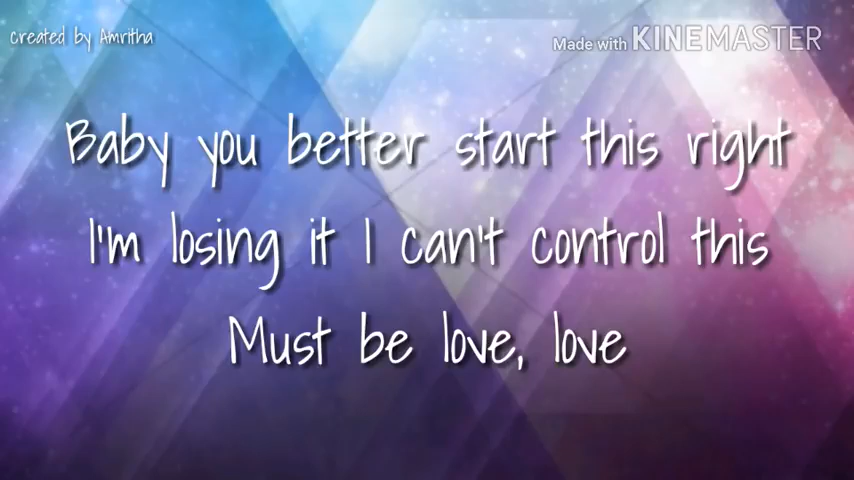 created by Amritha
Made with KINEMASTER
Baby you better start this right
I'm losing it I can't control this
Must be love, love